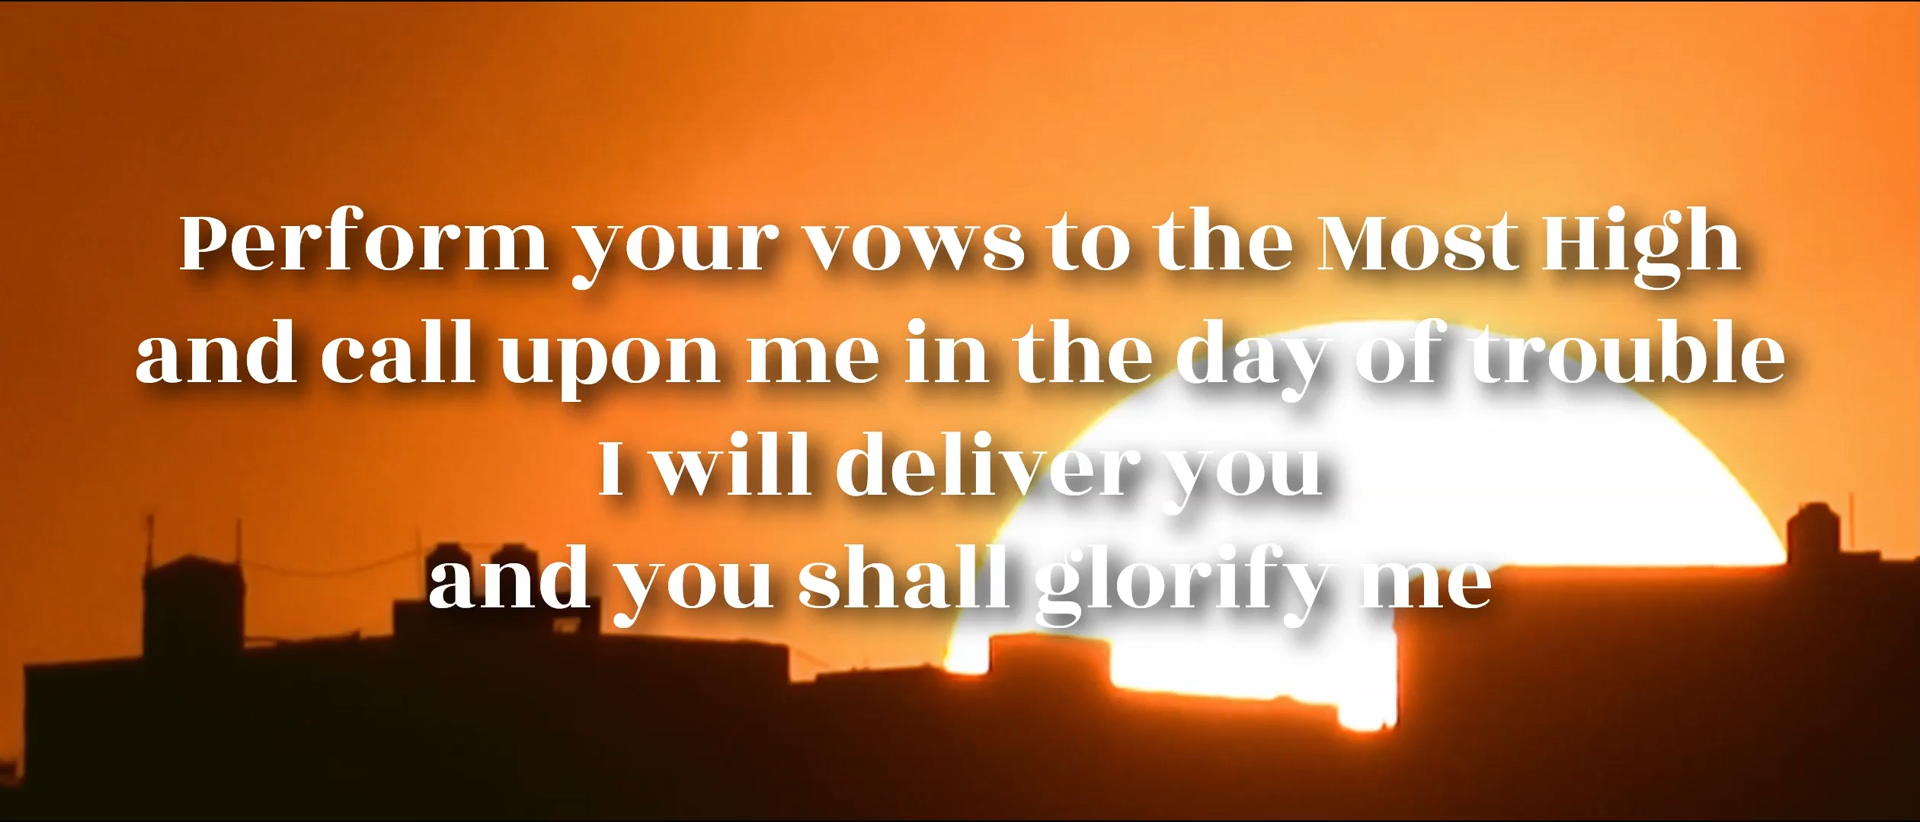 Perform your vows to the Most High
and call upon me in the day of trouble
I will deliver you
and you shall glorify me